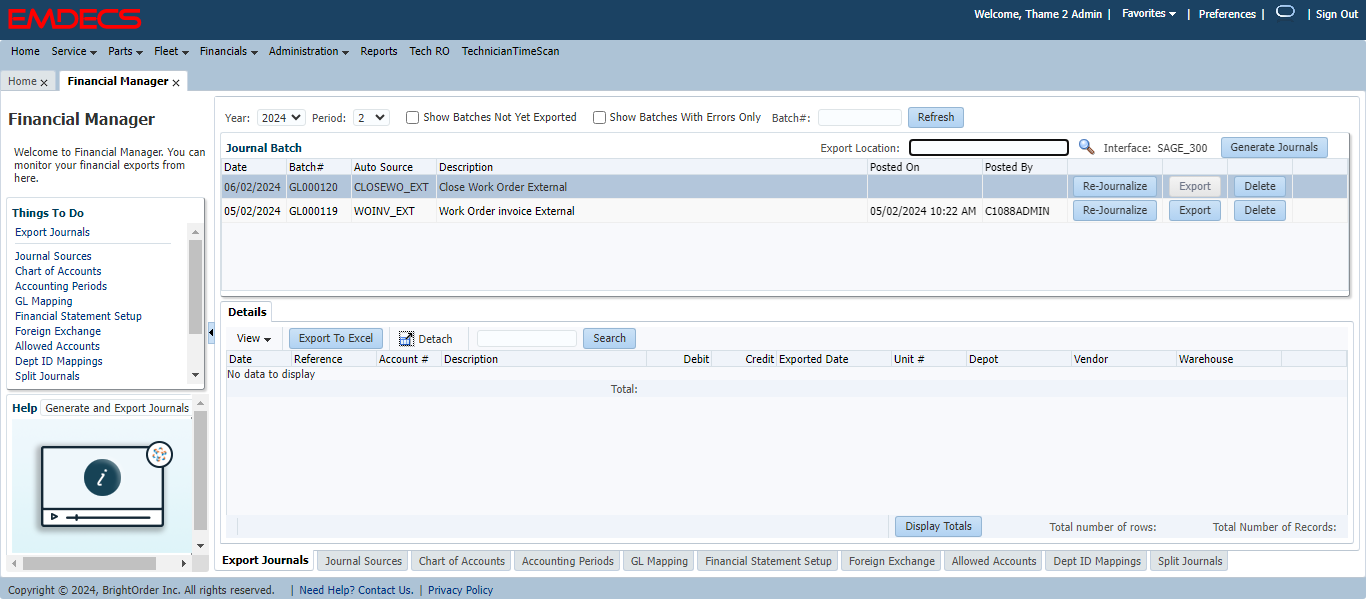 EMDECS
Welcome, Thame 2 Admin | Favorites | Preferences | | Sign Out
Home Service Parts Fleet Financials Administration Reports Tech RO TechnicianTimeScan
Home x Financial Manager x
Financial Manager
Welcome to Financial Manager. You can
monitor your financial exports from
here.
Things To Do
Export Journals
Journal Sources
Chart of Accounts
Accounting Periods
GL Mapping
Financial Statement Setup
Foreign Exchange
Allowed Accounts
Dept ID Mappings
Split Journals
Help Generate and Export Journals
i
Year: 2024 Period: 2 Show Batches Not Yet Exported Show Batches With Errors Only Batch#: Refresh
Journal Batch Export Location: Interface: SAGE_300 Generate Journals
Date Batch# Auto Source Description Posted On Posted By
06/02/2024 GL000120 CLOSEWO_EXT Close Work Order External Re-Journalize Export Delete
05/02/2024 GL000119 WOINV_EXT Work Order invoice External 05/02/2024 10:22 AM C1088ADMIN Re-Journalize Export Delete
Details
View Export To Excel Detach Search
Date Reference Account # Description Debit Credit Exported Date Unit # Depot Vendor Warehouse
No data to display
Total:
Display Totals Total number of rows: Total Number of Records:
Export Journals Journal Sources Chart of Accounts Accounting Periods GL Mapping Financial Statement Setup Foreign Exchange Allowed Accounts Dept ID Mappings Split Journals
Copyright © 2024, BrightOrder Inc. All rights reserved. | Need Help? Contact Us. | Privacy Policy